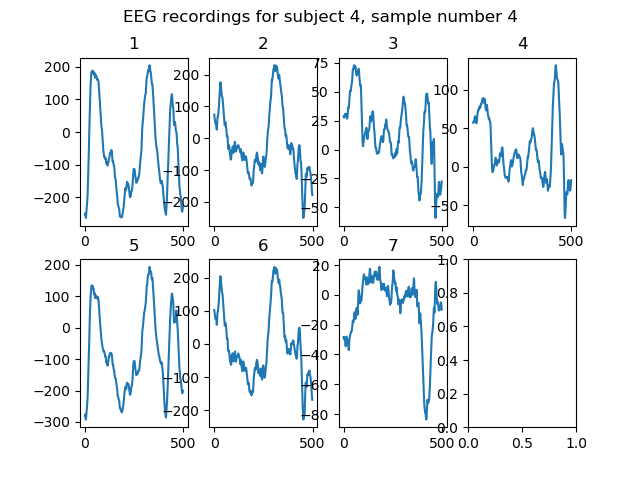 EEG recordings for subject 4, sample number 4
1 2 3 4
200 100 0 −100 −200
200 100 0 −100 −200
75 50 25 0 −25 −50
100 50 0 −50
0 500 0 500 0 500 0 500
5 6 7
200 100 0 −100 −200 −300
200 100 0 −100 −200
20 0 −20 −40 −60 −80
1.0 0.8 0.6 0.4 0.2 0.0
0 500 0 500 0 500 0.0 0.5 1.0